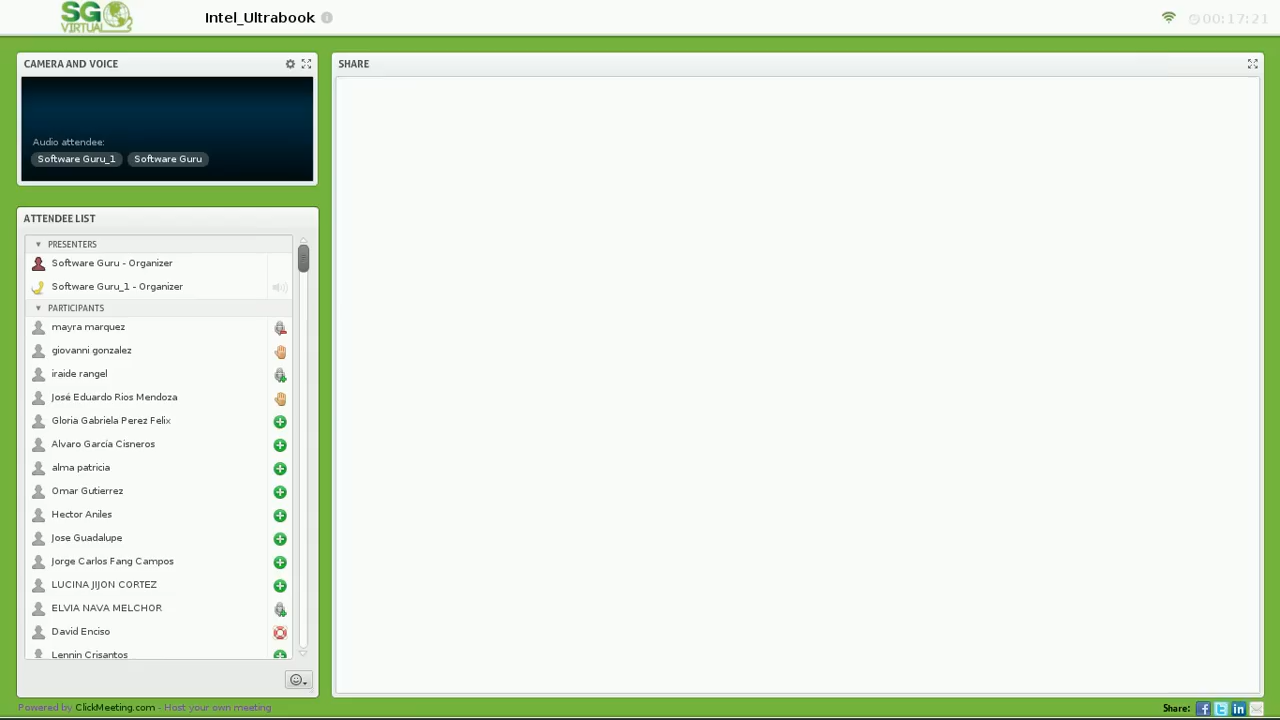 SG
VIRTUAL
Intel_Ultrabook
00:17:21
CAMERA AND VOICE
Audio attendee:
Software Guru_1 Software Guru
SHARE
ATTENDEE LIST
PRESENTERS
Software Guru - Organizer
Software Guru_1 - Organizer
PARTICIPANTS
mayra marquez
giovanni gonzalez
iraide rangel
José Eduardo Rios Mendoza
Gloria Gabriela Perez Felix
Alvaro García Cisneros
alma patricia
Omar Gutierrez
Hector Aniles
Jose Guadalupe
Jorge Carlos Fang Campos
LUCINA JIJON CORTEZ
ELVIA NAVA MELCHOR
David Enciso
Lennin Crisantos
Powered by ClickMeeting.com - Host your own meeting
Share: